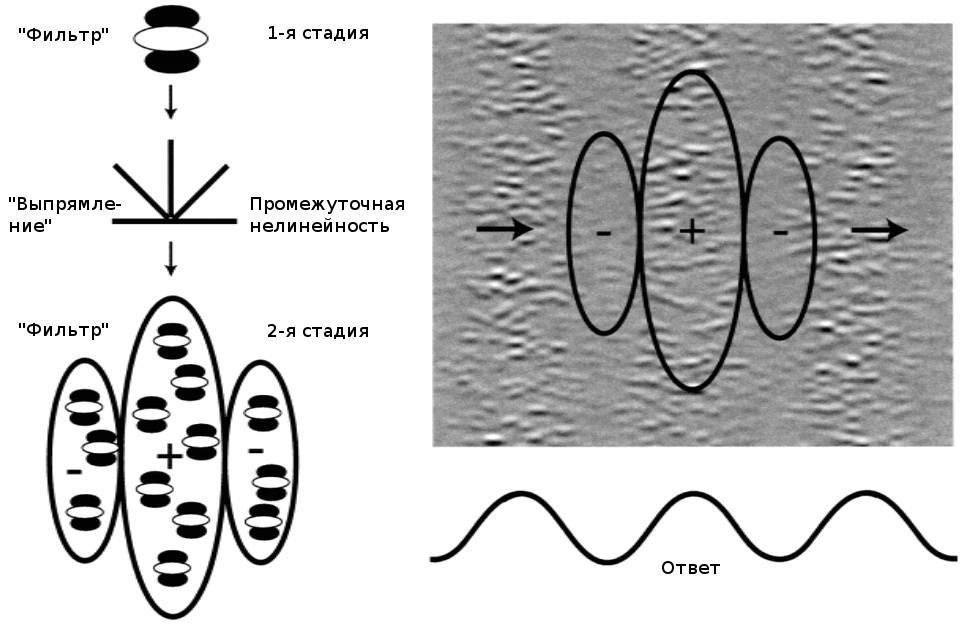 "Фильтр"
1-я стадия
"Выпрямле-
ние"
Промежуточная
нелинейность
"Фильтр"
2-я стадия
-
+
-
-
+
-
Ответ